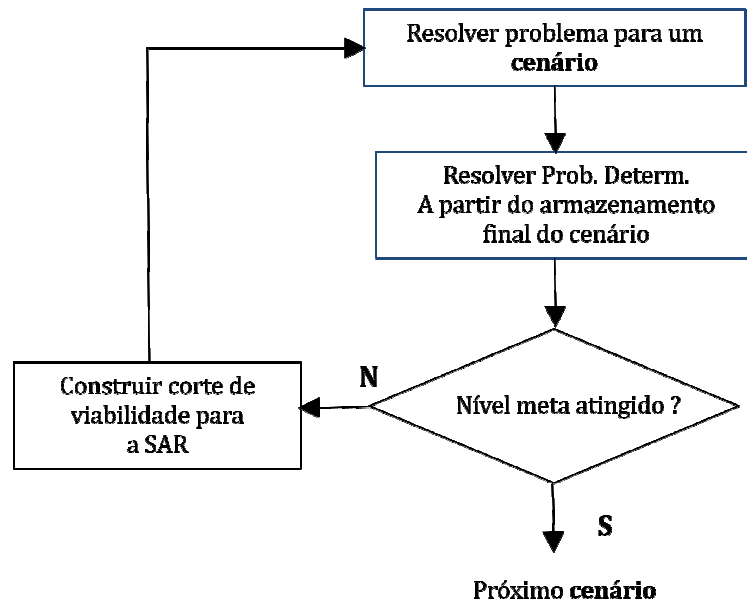 Resolver problema para um
cenário
Resolver Prob. Determ.
A partir do armazenamento
final do cenário
N
Nível meta atingido ?
Construir corte de
viabilidade para
a SAR
S
Próximo cenário